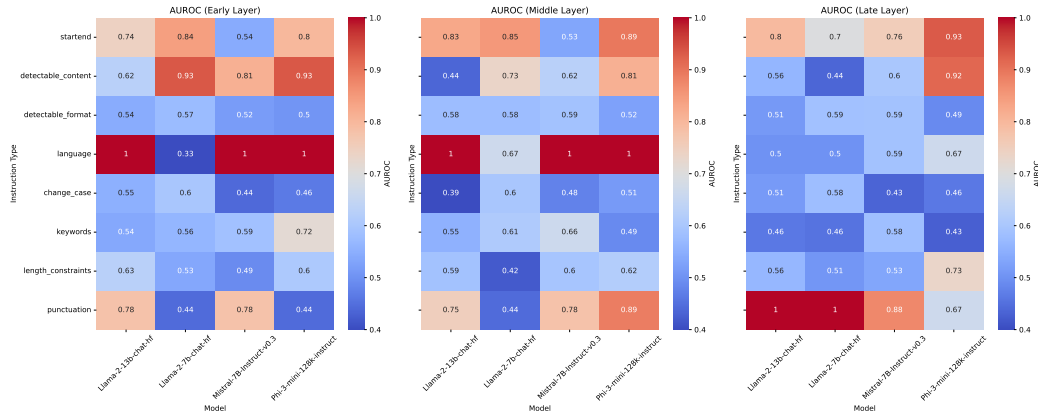 AUROC (Early Layer)
startend 0.74 0.84 0.54 0.8
detectable_content 0.62 0.93 0.81 0.93
detectable_format 0.54 0.57 0.52 0.5
language 1 0.33 1 1
change_case 0.55 0.6 0.44 0.46
keywords 0.54 0.56 0.59 0.72
length_constraints 0.63 0.53 0.49 0.6
punctuation 0.78 0.44 0.78 0.44
Instruction Type
Llama-2-13b-chat-hf
Llama-2-7b-chat-hf
Mistral-7B-Instruct-v0.3
Phi-3-mini-128k-instruct
Model
1.0
0.9
0.8
0.7
0.6
0.5
0.4
AUROC
AUROC (Middle Layer)
0.83 0.85 0.53 0.89
0.44 0.73 0.62 0.81
0.58 0.58 0.59 0.52
1 0.67 1 1
0.39 0.6 0.48 0.51
0.55 0.61 0.66 0.49
0.59 0.42 0.6 0.62
0.75 0.44 0.78 0.89
Instruction Type
Llama-2-13b-chat-hf
Llama-2-7b-chat-hf
Mistral-7B-Instruct-v0.3
Phi-3-mini-128k-instruct
Model
1.0
0.9
0.8
0.7
0.6
0.5
0.4
AUROC
AUROC (Late Layer)
0.8 0.7 0.76 0.93
0.56 0.44 0.6 0.92
0.51 0.59 0.59 0.49
0.5 0.5 0.59 0.67
0.51 0.58 0.43 0.46
0.46 0.46 0.58 0.43
0.56 0.51 0.53 0.73
1 1 0.88 0.67
Instruction Type
Llama-2-13b-chat-hf
Llama-2-7b-chat-hf
Mistral-7B-Instruct-v0.3
Phi-3-mini-128k-instruct
Model
1.0
0.9
0.8
0.7
0.6
0.5
0.4
AUROC